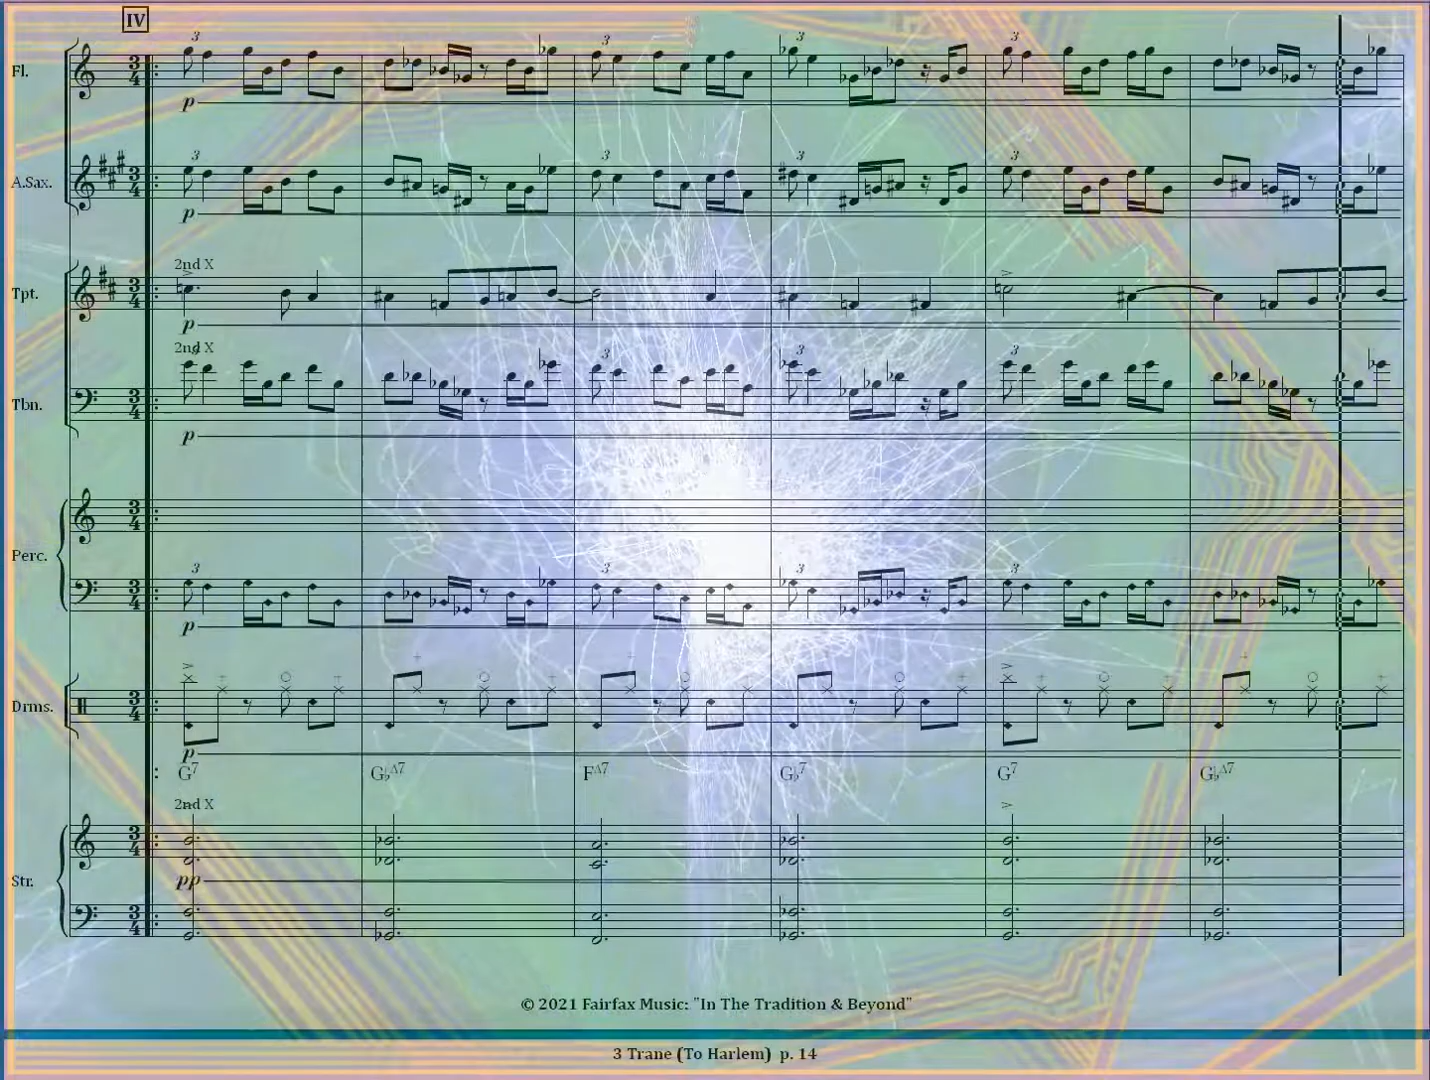 IV
Fl.
p
A.Sax.
p
2nd X
Tpt.
p
2nd X
Tbn.
p
Perc.
p
Drms.
p
G7 G♭Δ7 FΔ7 G♭7 G7 G♭Δ7
2nd X
Str.
pp
© 2021 Fairfax Music: "In The Tradition & Beyond"
3 Trane (To Harlem) p. 14